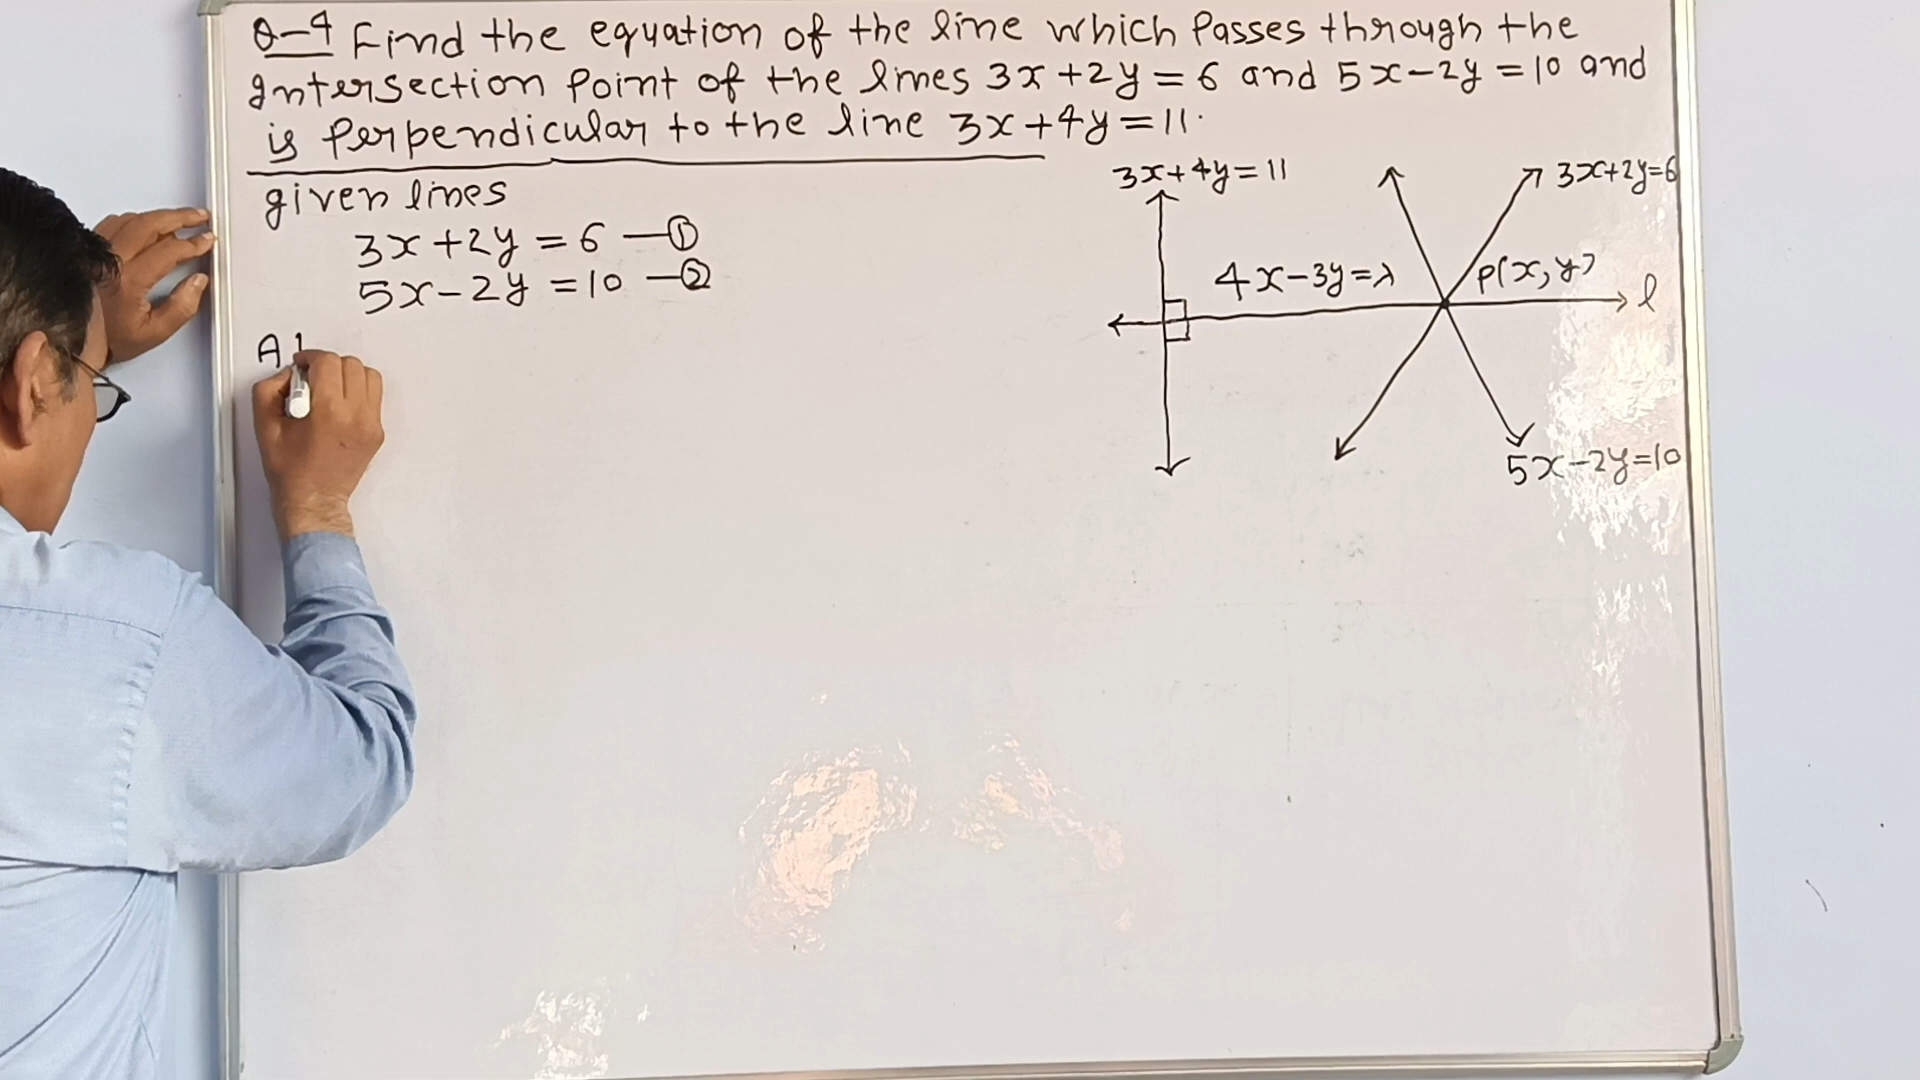 Q-4 Find the equation of the line which Passes through the
Intersection Point of the lines 3x+2y=6 and 5x-2y=10 and
is Perpendicular to the line 3x+4y=11.
given lines
3x+2y=6 —①
5x-2y=10 —②
3x+4y=11
3x+2y=6
4x-3y=λ
P(x,y)
l
5x-2y=10